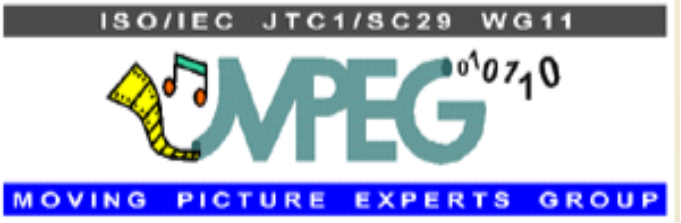 ISO/IEC JTC1/SC29 WG11
MPEG 010710
MOVING PICTURE EXPERTS GROUP